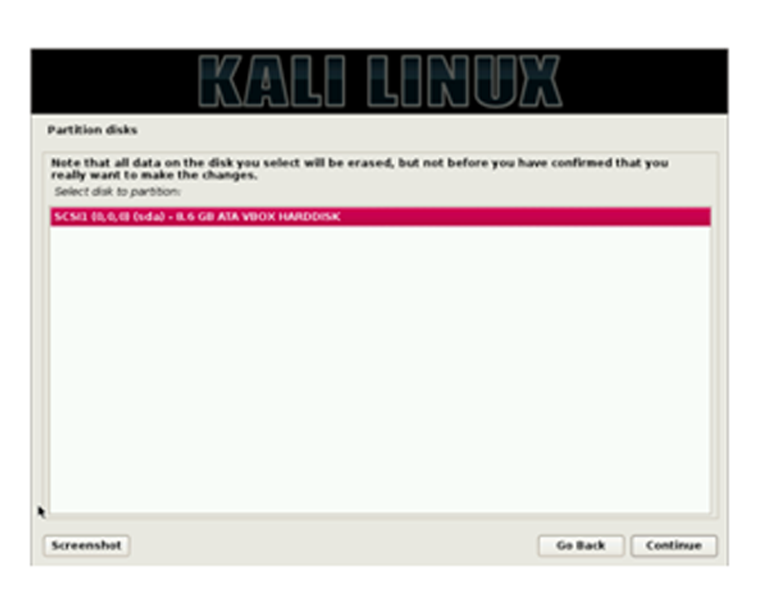 KALI LINUX
Partition disks
Note that all data on the disk you select will be erased, but not before you have confirmed that you
really want to make the changes.
Select disk to partition:
SCSI1 (0,0,0) (sda) - 8.6 GB ATA VBOX HARDDISK
Screenshot
Go Back
Continue